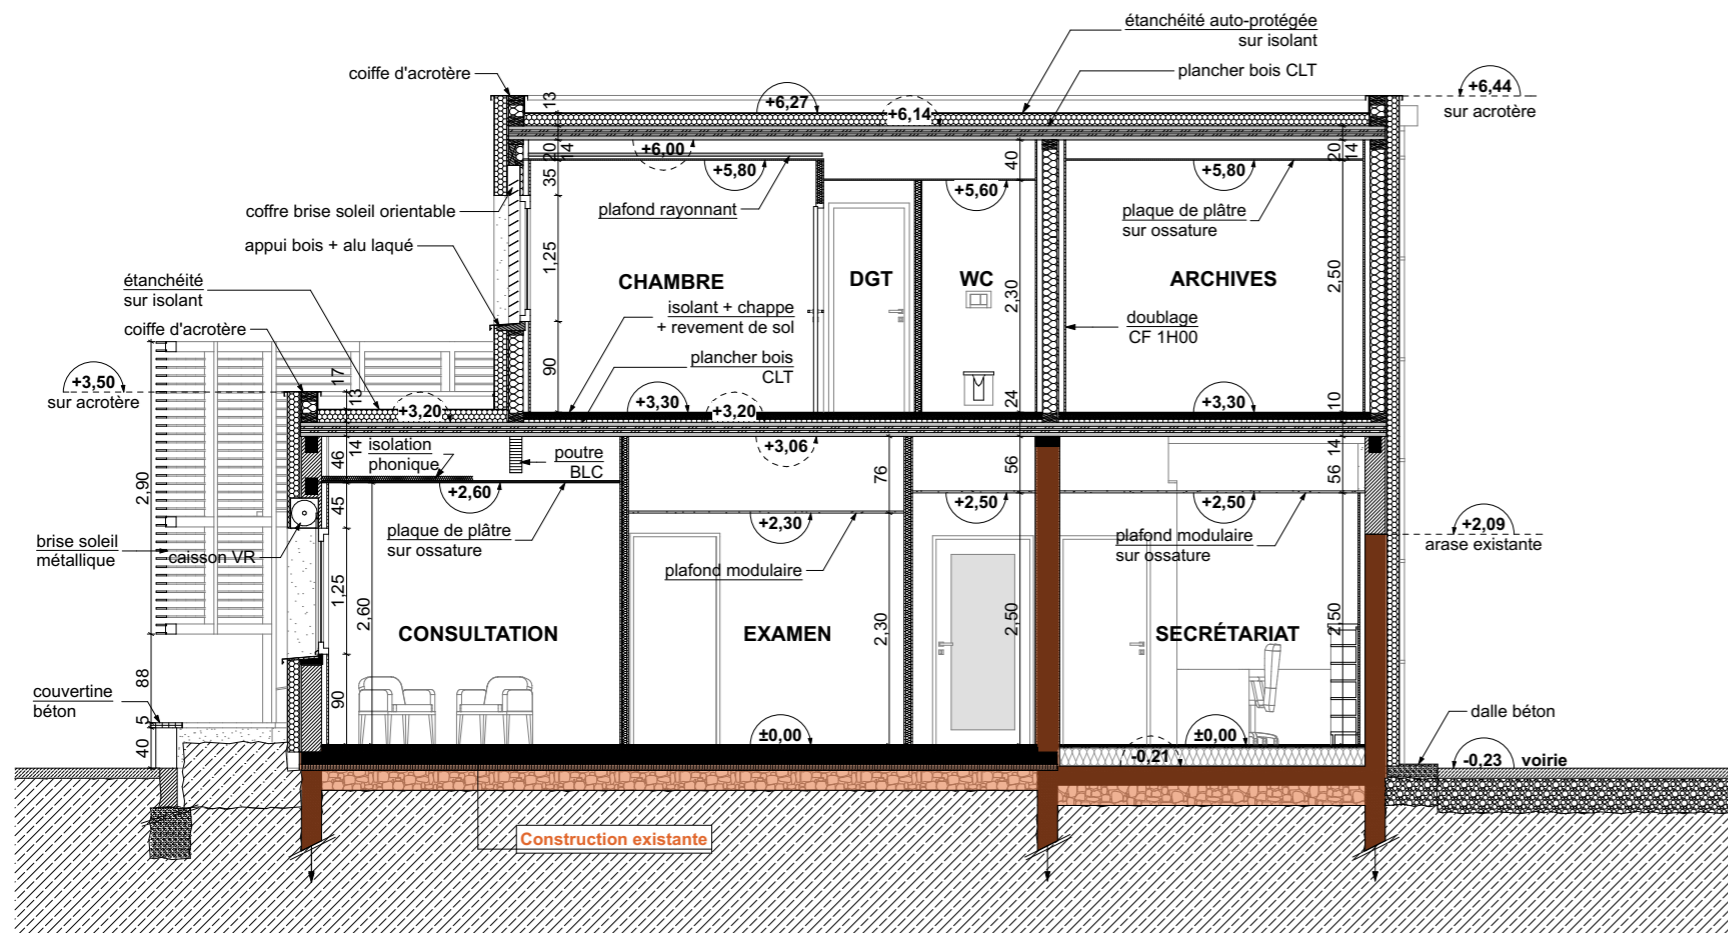 étanchéité auto-protégée
sur isolant
coiffe d'acrotère
plancher bois CLT
+6,44
sur acrotère
13
+6,27
+6,14
20
14
+6,00
+5,80
40
+5,80
20
14
35
+5,60
coffre brise soleil orientable
plafond rayonnant
plaque de plâtre
sur ossature
appui bois + alu laqué
1,25
CHAMBRE
DGT
WC
ARCHIVES
2,50
2,30
étanchéité
sur isolant
isolant + chappe
+ revement de sol
doublage
CF 1H00
coiffe d'acrotère
plancher bois
CLT
90
+3,50
sur acrotère
17
13
+3,20
+3,30
+3,20
24
+3,30
10
14
46
isolation
phonique
poutre
BLC
+3,06
76
56
14
56
2,90
+2,60
+2,50
+2,50
45
plaque de plâtre
sur ossature
+2,30
plafond modulaire
sur ossature
+2,09
arase existante
brise soleil
métallique
caisson VR
plafond modulaire
1,25
2,60
2,30
2,50
2,50
CONSULTATION
EXAMEN
SECRÉTARIAT
88
couvertine
béton
90
5
40
±0,00
±0,00
-0,21
dalle béton
-0,23
voirie
Construction existante